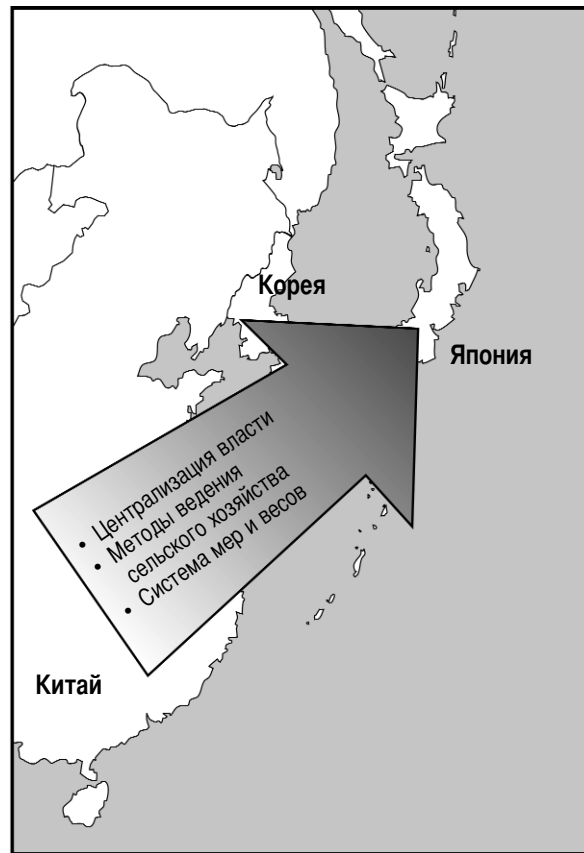 Корея
Япония
• Централизация власти
• Методы ведения
сельского хозяйства
• Система мер и весов
Китай